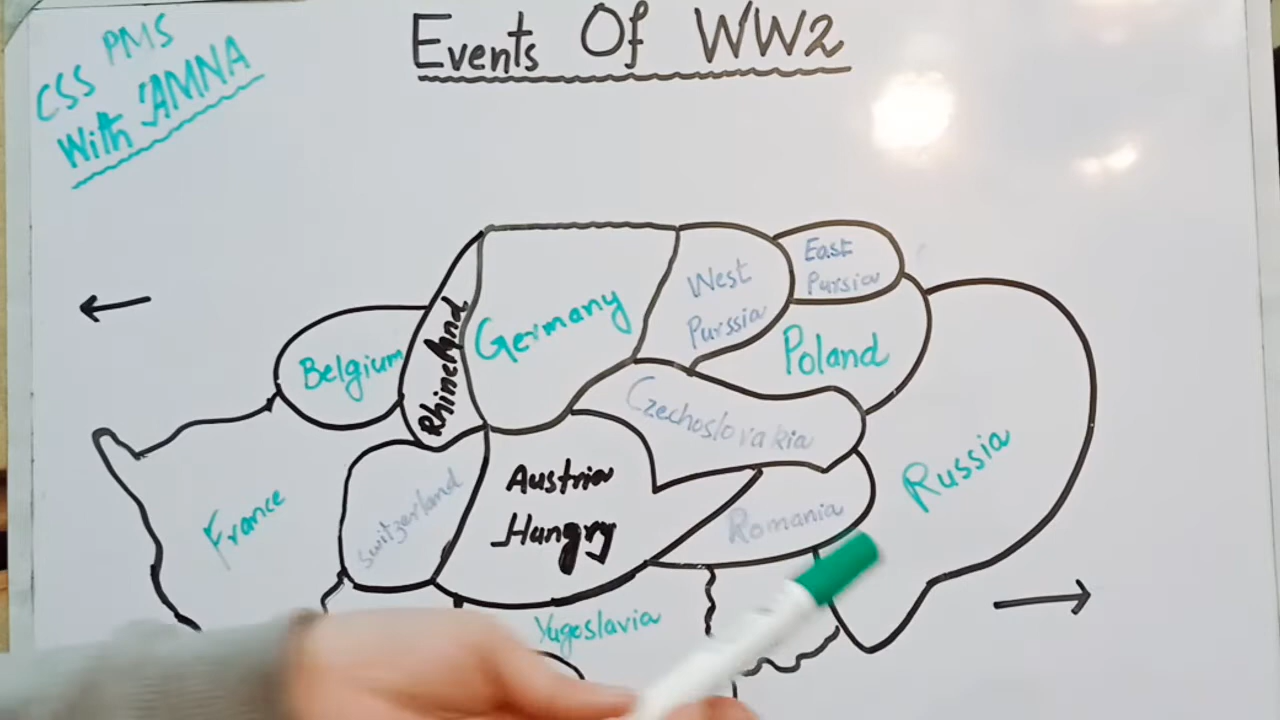 Events Of WW2
CSS PMS
With AMNA
East
Pursia
West
Purssia
Germany
Poland
Belgium
Rhineland
Czechoslovakia
Russia
Austria
Hungry
France
Switzerland
Romania
Yugoslavia